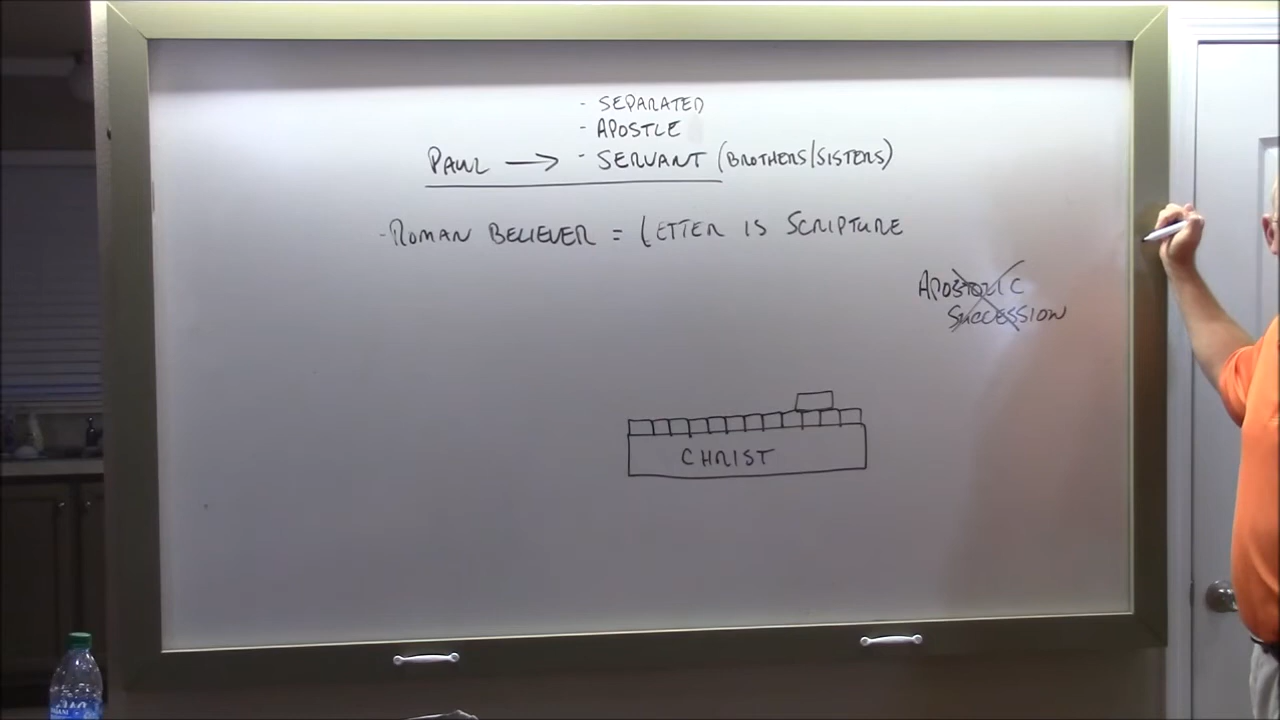 - SEPARATED
- APOSTLE
PAUL → - SERVANT (BROTHERS/SISTERS)
- ROMAN BELIEVER = LETTER IS SCRIPTURE
APOSTOLIC
SUCCESSION
CHRIST